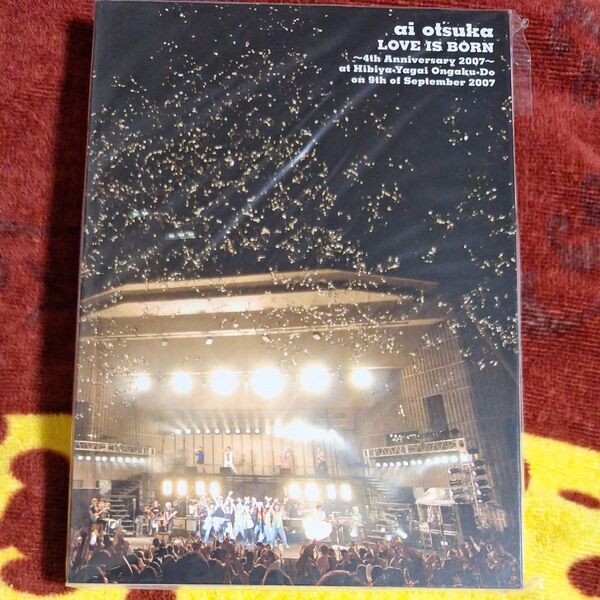 ai otsuka
LOVE IS BORN
~4th Anniversary 2007~
at Hibiya-Yagai Ongaku-Do
on 9th of September 2007